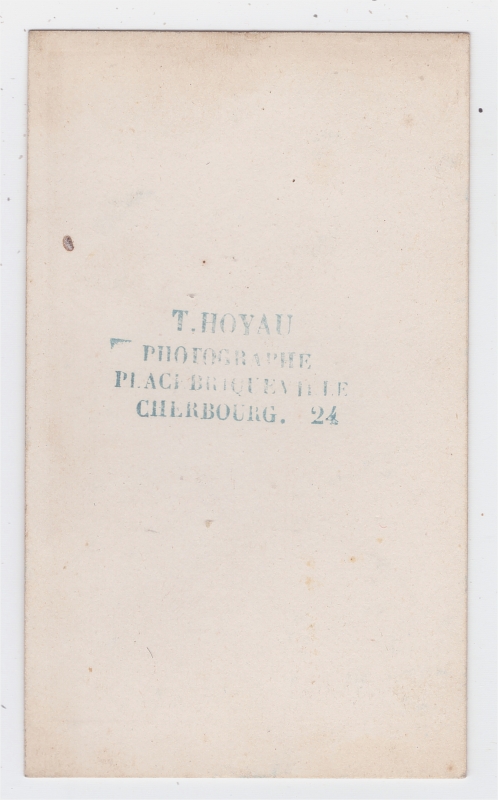 T. HOYAU
PHOTOGRAPHE
PLACE BRIQUEVILLE
CHERBOURG. 24